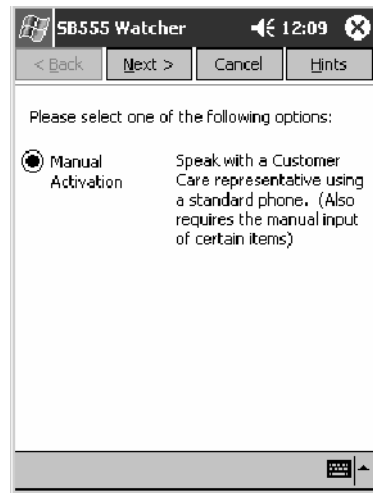 SB555 Watcher 12:09
< Back Next > Cancel Hints
Please select one of the following options:
Manual Speak with a Customer
Activation Care representative using
a standard phone. (Also
requires the manual input
of certain items)